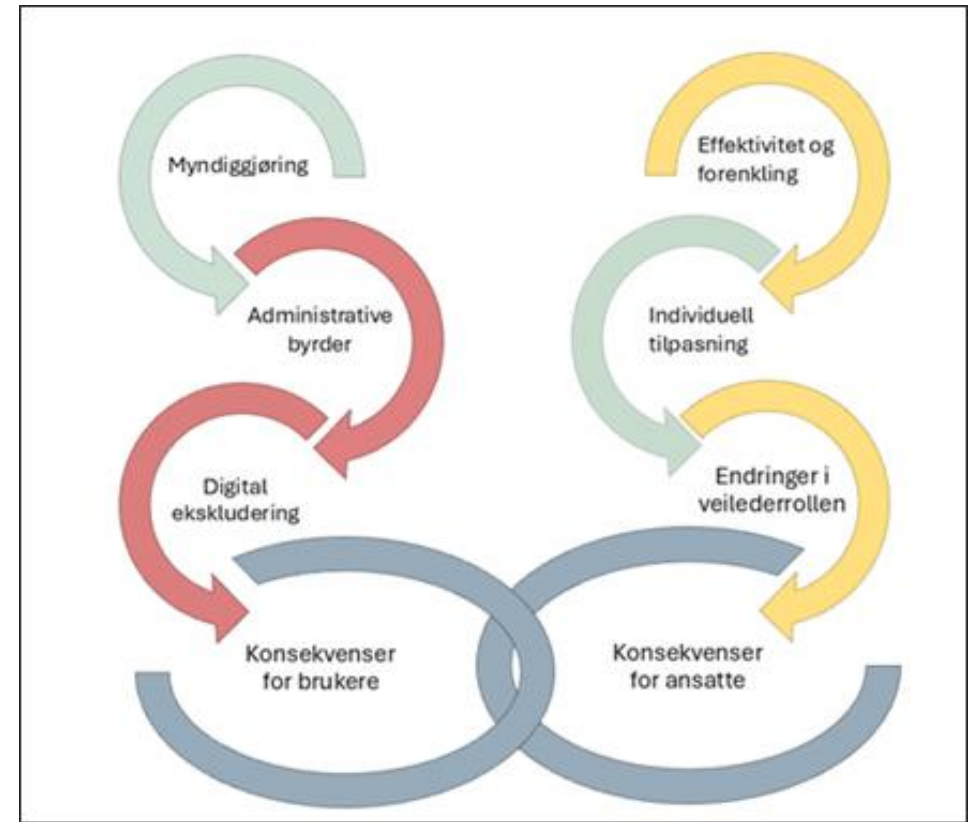 Myndiggjøring
Administrative
byrder
Digital
ekskludering
Konsekvenser
for brukere
Effektivitet og
forenkling
Individuell
tilpasning
Endringer i
veilederrollen
Konsekvenser
for ansatte